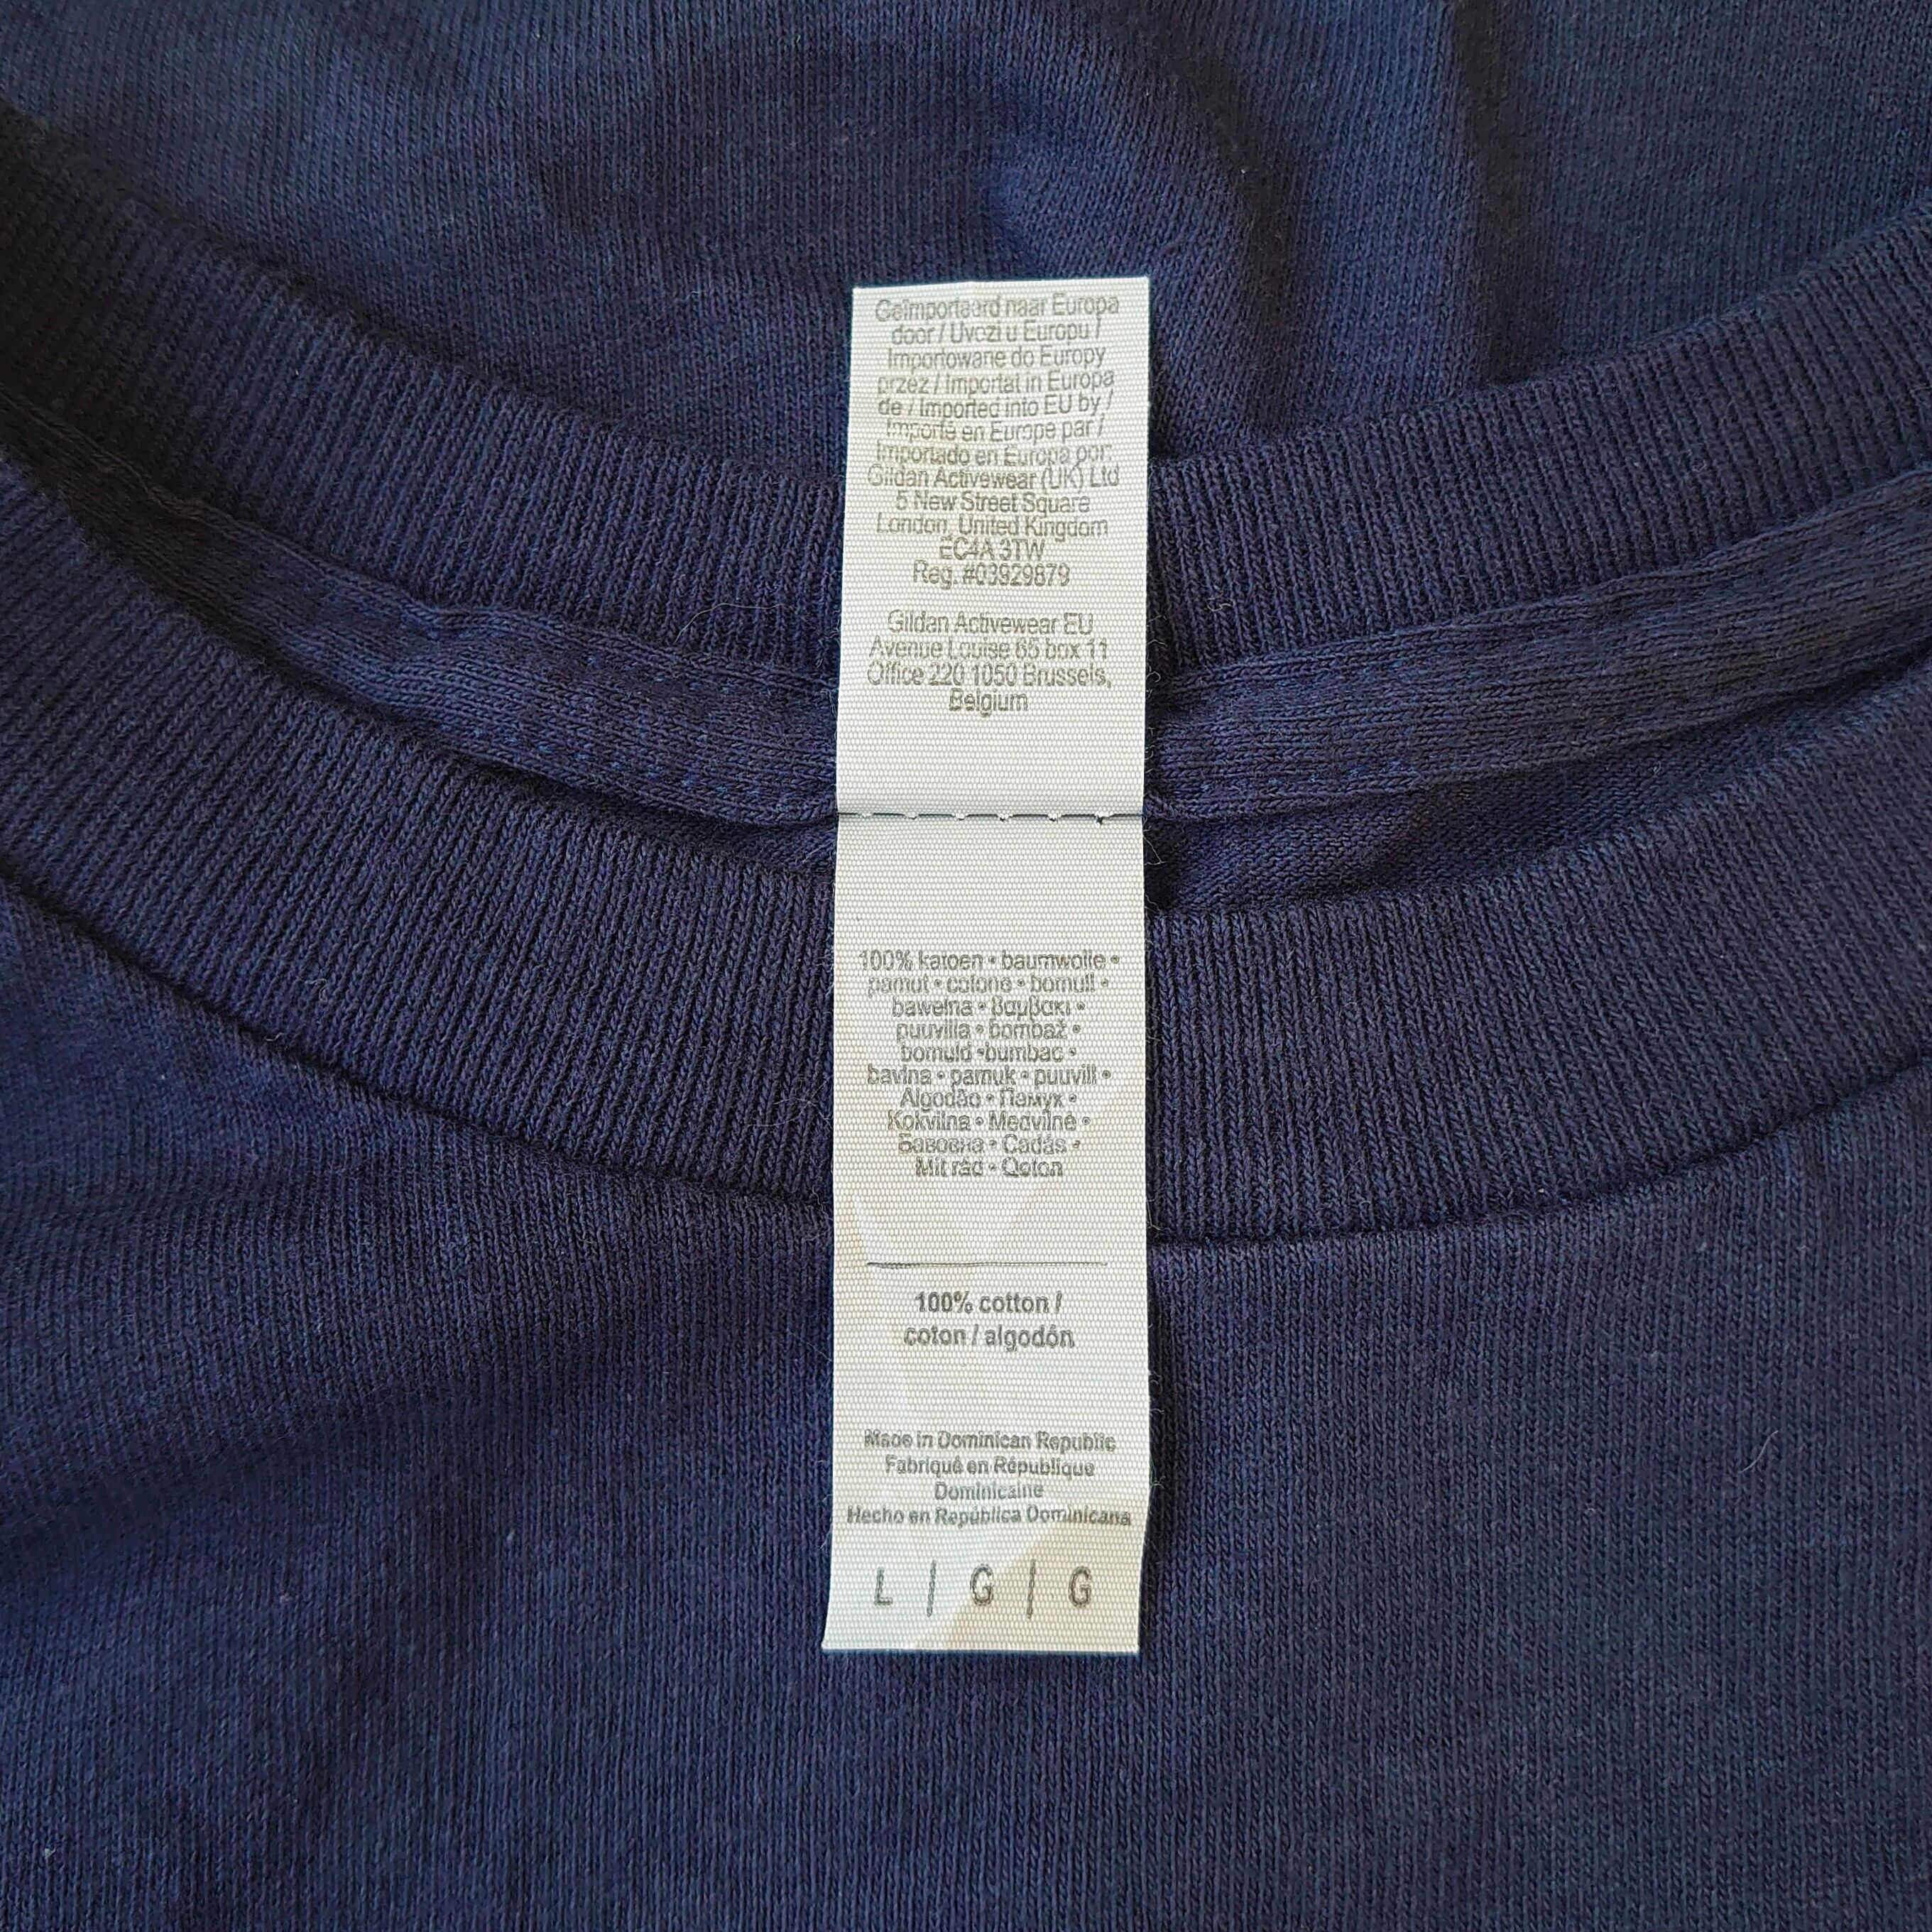 Geïmporteerd naar Europa
door / Uvozi u Europu /
Importowane do Europy
przez / Importat in Europa
de / Imported into EU by /
Importé en Europe par /
Importado en Europa por:
Gildan Activewear (UK) Ltd
5 New Street Square
London, United Kingdom
EC4A 3TW
Reg. #03929879
Gildan Activewear EU
Avenue Louise 65 box 11
Office 220 1050 Brussels,
Belgium
100% katoen • baumwolle •
pamut • cotone • bomull •
bawełna • βαμβακι •
puuvilla • bombaž •
bomuld •bumbac •
bavlna • pamuk • puuvill •
Algodão • Памук •
Kokvilna • Medvilnė •
Бавовна • Cadás •
Mit rad • Qoton
100% cotton /
coton / algodón
Made in Dominican Republic
Fabriqué en République
Dominicaine
Hecho en República Dominicana
L | G | G